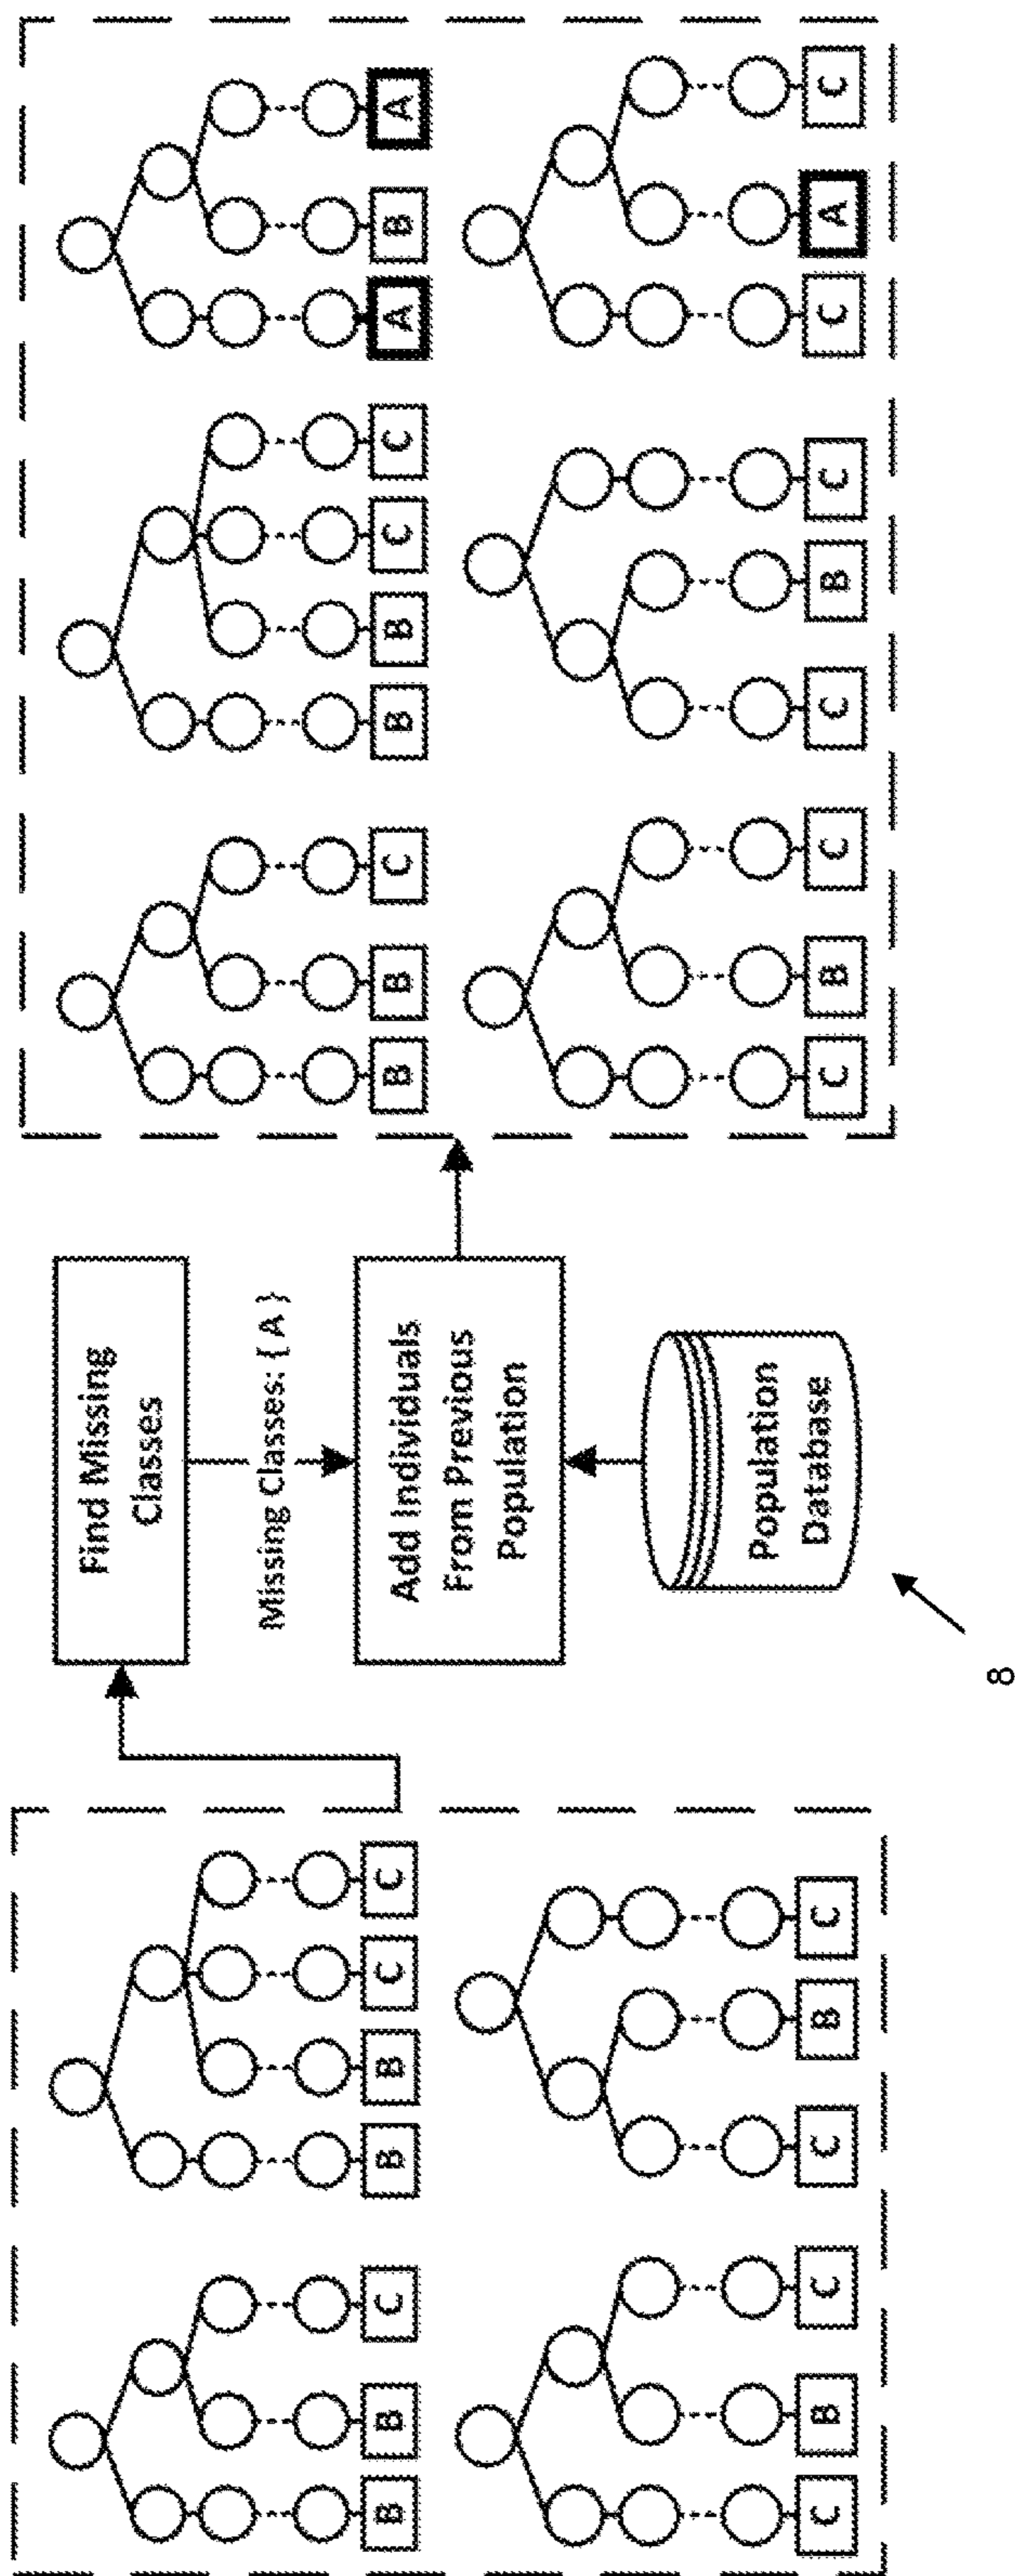 B B C B B C C
C B C C B C
Find Missing
Classes
Missing Classes: { A }
Add Individuals
From Previous
Population
Population
Database
8
B B C B B C C A B A
C B C C B C C A C